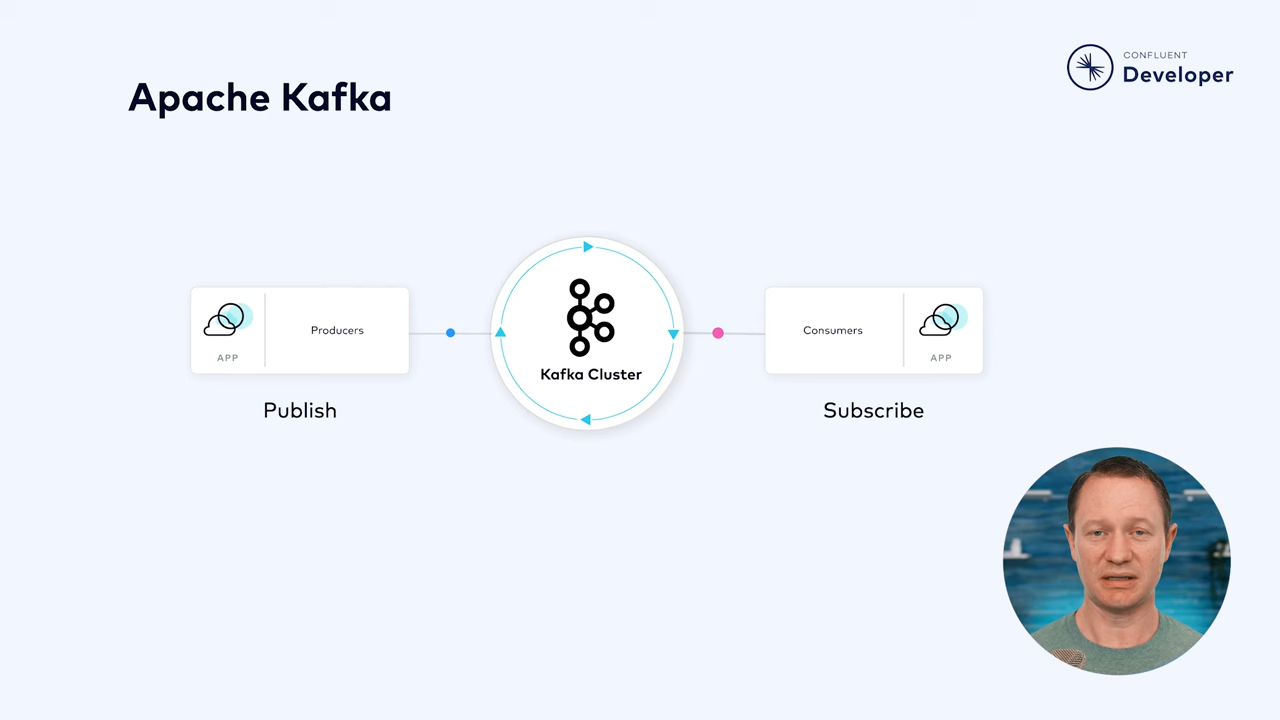 CONFLUENT
Developer
Apache Kafka
APP
Producers
Kafka Cluster
Consumers
APP
Publish
Subscribe